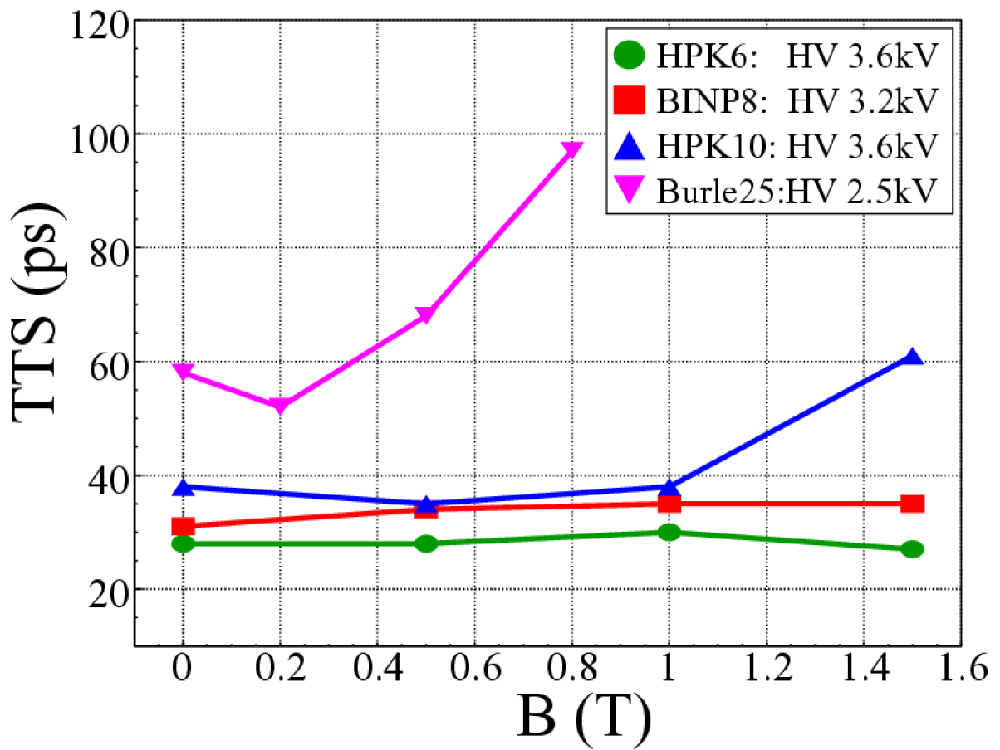 120
100
80
60
40
20
TTS (ps)
HPK6: HV 3.6kV
BINP8: HV 3.2kV
HPK10: HV 3.6kV
Burle25:HV 2.5kV
0 0.2 0.4 0.6 0.8 1 1.2 1.4 1.6
B (T)